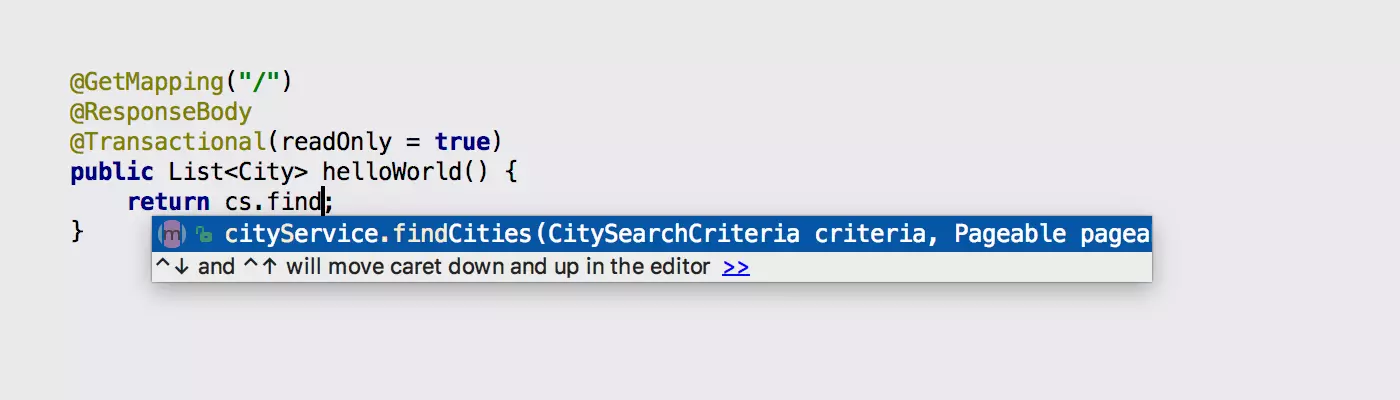 @GetMapping("/")
@ResponseBody
@Transactional(readOnly = true)
public List<City> helloWorld() {
    return cs.find;
}
m cityService.findCities(CitySearchCriteria criteria, Pageable pagea
^↓ and ^↑ will move caret down and up in the editor >>